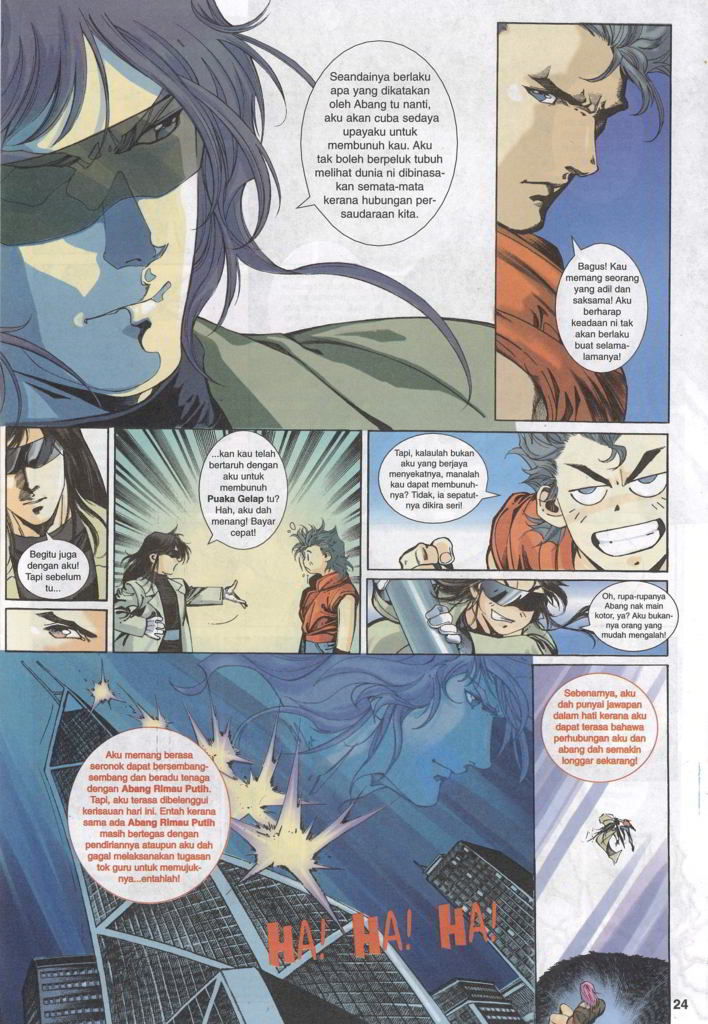 Seandainya berlaku
apa yang dikatakan
oleh Abang tu nanti,
aku akan cuba sedaya
upayaku untuk
membunuh kau. Aku
tak boleh berpeluk tubuh
melihat dunia ni dibinasa-
kan semata-mata
kerana hubungan per-
saudaraan kita.
Bagus! Kau
memang seorang
yang adil dan
saksama! Aku
berharap
keadaan ni tak
akan berlaku
buat selama-
lamanya!
Begitu juga
dengan aku!
Tapi sebelum
tu...
...kan kau telah
bertaruh dengan
aku untuk
membunuh
Puaka Gelap tu?
Hah, aku dah
menang! Bayar
cepat!
Tapi, kalaulah bukan
aku yang berjaya
menyekatnya, manalah
kau dapat membunuh-
nya? Tidak, ia sepatut-
nya dikira seri!
Oh, rupa-rupanya
Abang nak main
kotor, ya? Aku bukan-
nya orang yang
mudah mengalah!
Aku memang berasa
seronok dapat bersembang-
sembang dan beradu tenaga
dengan Abang Rimau Putih.
Tapi, aku terasa dibelenggui
kerisauan hari ini. Entah kerana
sama ada Abang Rimau Putih
masih bertegas dengan
pendiriannya ataupun aku dah
gagal melaksanakan tugasan
tok guru untuk memujuk-
nya...entahlah!
HA! HA! HA!
Sebenarnya, aku
dah punyai jawapan
dalam hati kerana aku
dapat terasa bahawa
perhubungan aku dan
abang dah semakin
longgar sekarang!
24